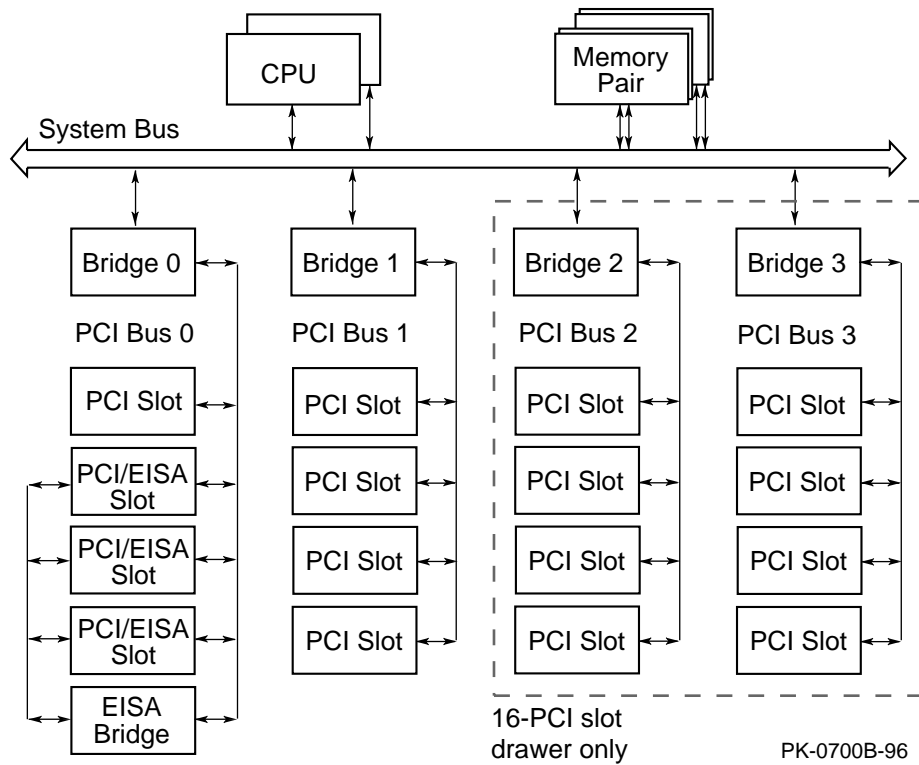 CPU
Memory
Pair
System Bus
Bridge 0
Bridge 1
Bridge 2
Bridge 3
PCI Bus 0
PCI Bus 1
PCI Bus 2
PCI Bus 3
PCI Slot
PCI Slot
PCI Slot
PCI Slot
PCI/EISA
Slot
PCI Slot
PCI Slot
PCI Slot
PCI/EISA
Slot
PCI Slot
PCI Slot
PCI Slot
PCI/EISA
Slot
PCI Slot
PCI Slot
PCI Slot
EISA
Bridge
16-PCI slot
drawer only
PK-0700B-96